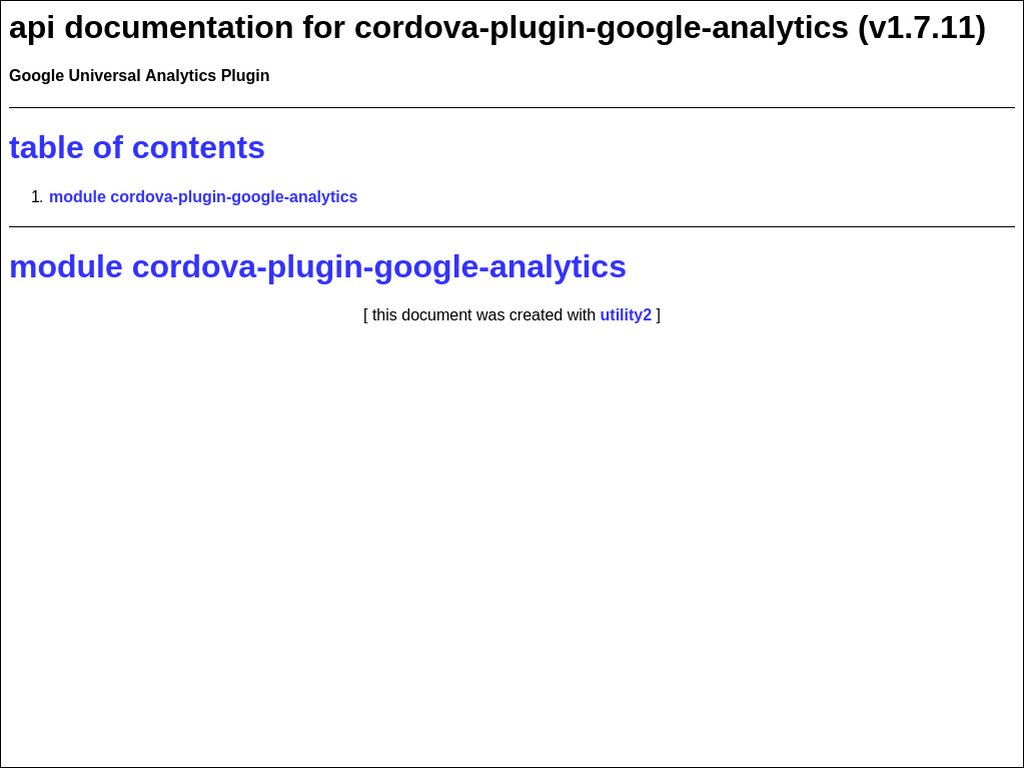 api documentation for cordova-plugin-google-analytics (v1.7.11)
Google Universal Analytics Plugin
table of contents
1. module cordova-plugin-google-analytics
module cordova-plugin-google-analytics
[ this document was created with utility2 ]